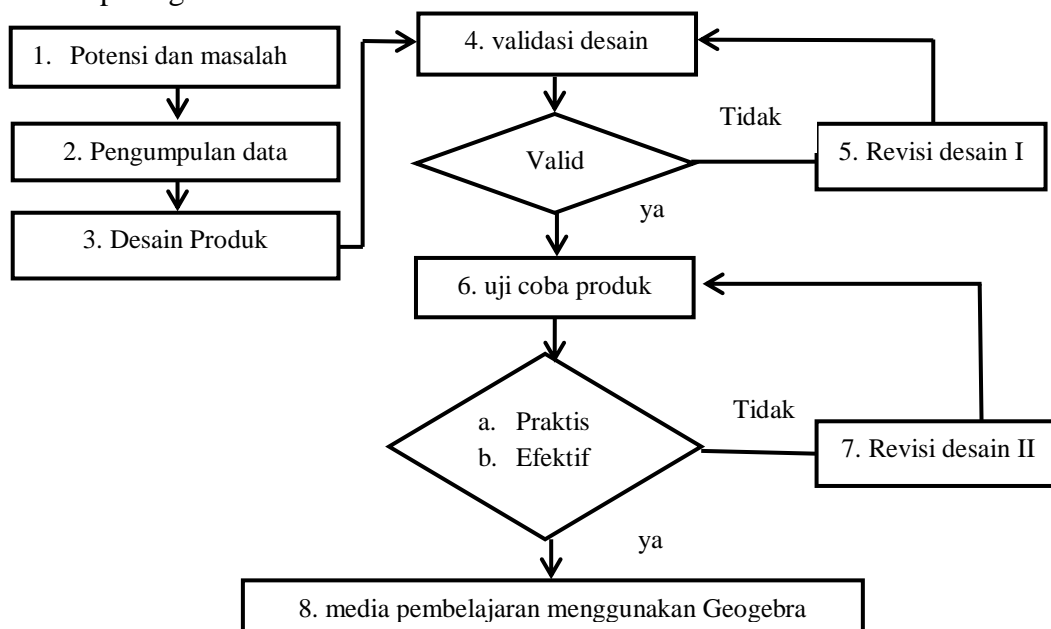 1. Potensi dan masalah
2. Pengumpulan data
3. Desain Produk
4. validasi desain
Valid
Tidak
5. Revisi desain I
ya
6. uji coba produk
a. Praktis
b. Efektif
Tidak
7. Revisi desain II
ya
8. media pembelajaran menggunakan Geogebra